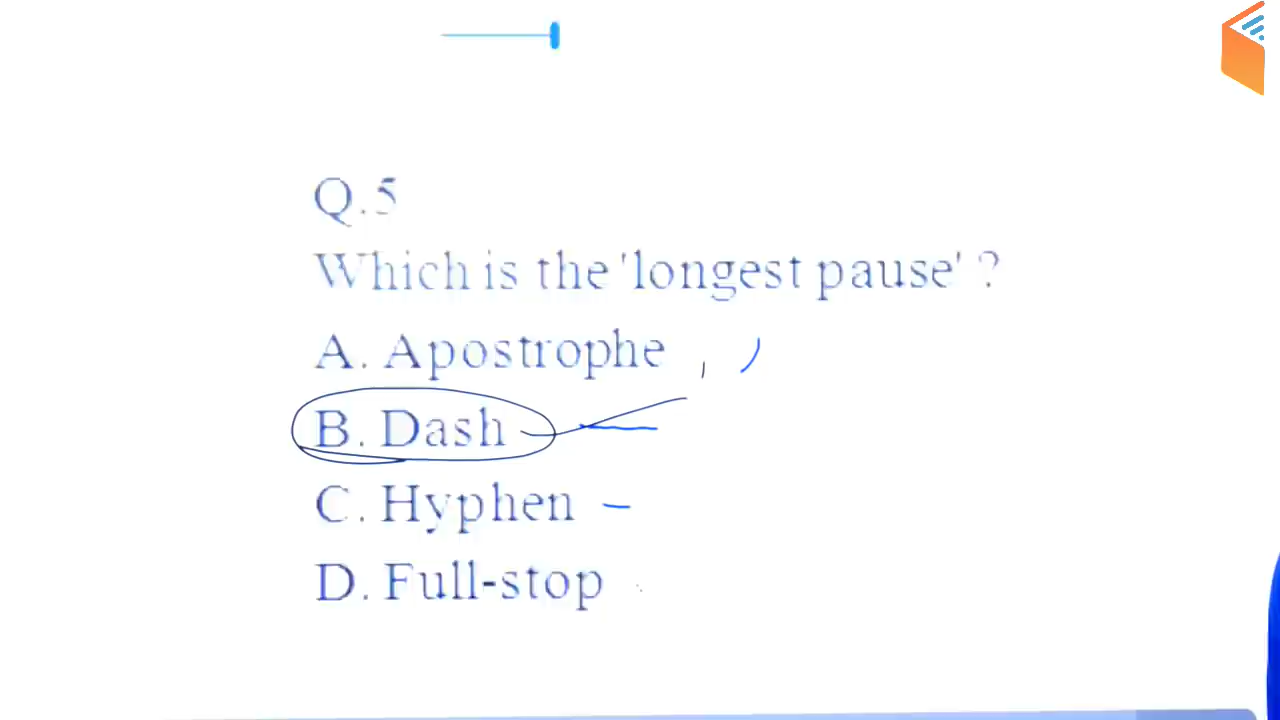 Q.5
Which is the 'longest pause' ?
A. Apostrophe , )
B. Dash —
C. Hyphen -
D. Full-stop